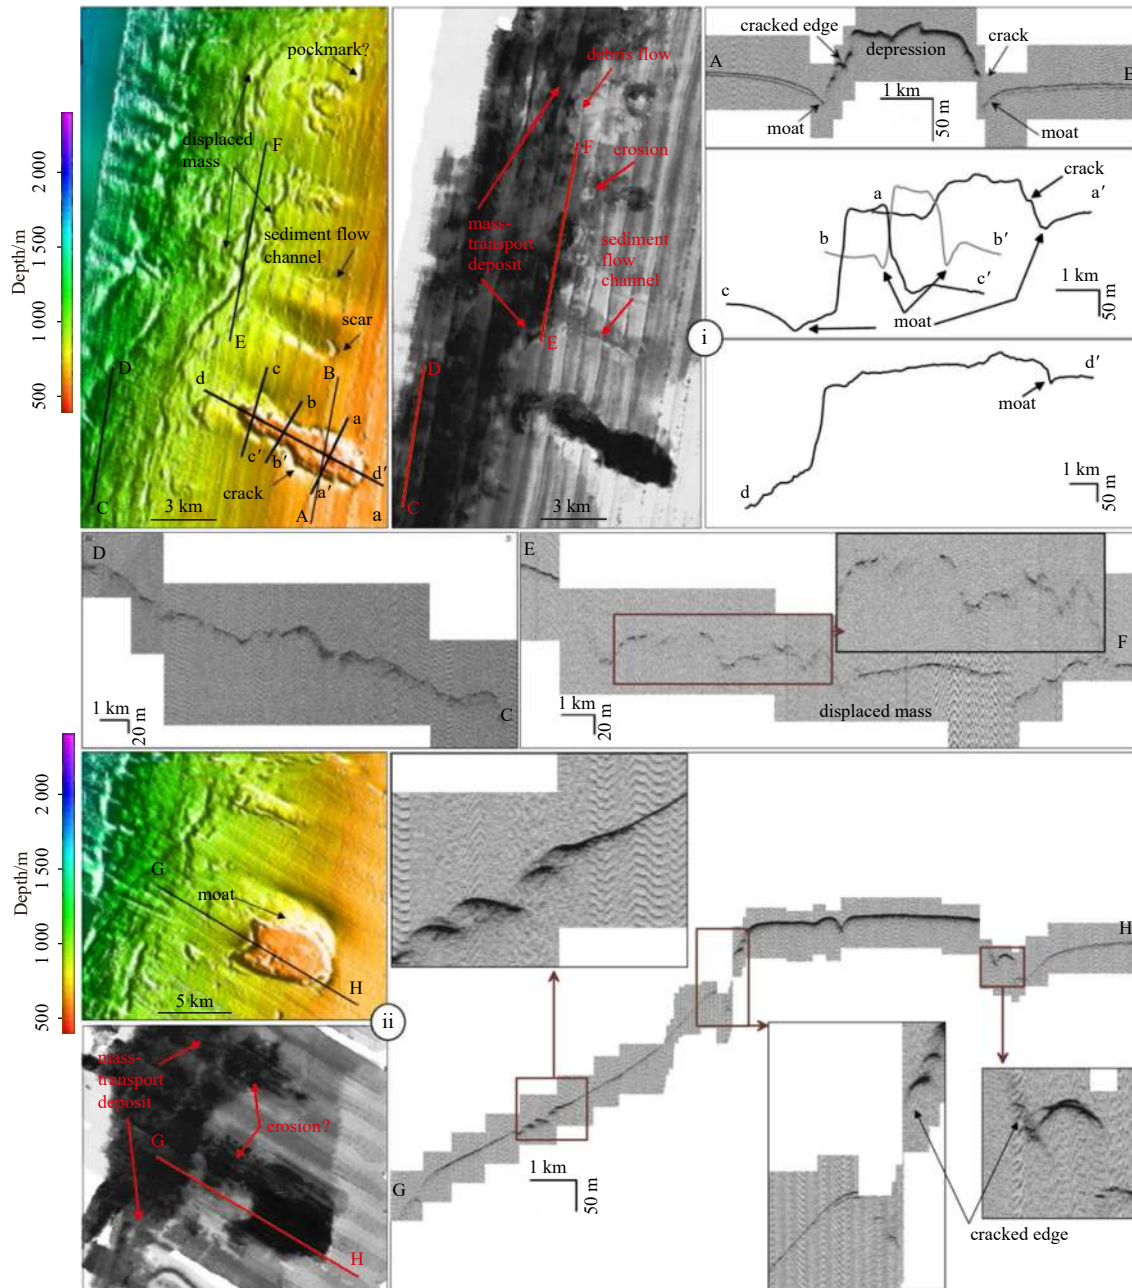 Depth/m
2 000
1 500
1 000
500
pockmark?
displaced
mass
F
sediment flow
channel
scar
E
D
B
c
d
b
a
c′
b′
a′
d′
crack
C
3 km
A
a
debris flow
F
erosion
mass-
transport
deposit
sediment
flow
channel
E
D
C
3 km
i
cracked edge
depression
crack
A
B
1 km
50 m
moat
moat
crack
a
a′
b
b′
c
c′
moat
1 km
50 m
d′
moat
d
1 km
50 m
D
C
1 km
20 m
E
F
1 km
20 m
displaced mass
Depth/m
2 000
1 500
1 000
500
G
moat
H
5 km
ii
mass-
transport
deposit
erosion?
G
H
H
G
1 km
50 m
cracked edge